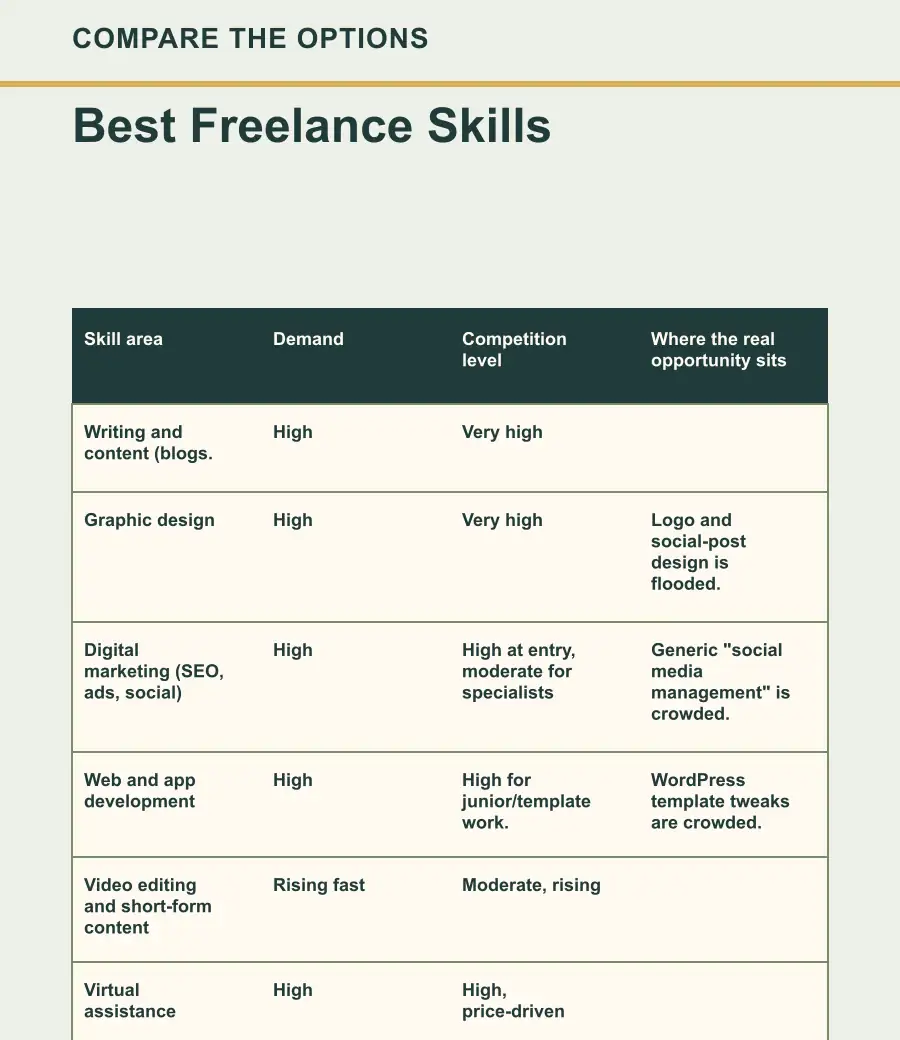 COMPARE THE OPTIONS
Best Freelance Skills
Skill area
Demand
Competition
level
Where the real
opportunity sits
Writing and
content (blogs.
High
Very high
Graphic design
High
Very high
Logo and
social-post
design is
flooded.
Digital
marketing (SEO,
ads, social)
High
High at entry,
moderate for
specialists
Generic "social
media
management" is
crowded.
Web and app
development
High
High for
junior/template
work.
WordPress
template tweaks
are crowded.
Video editing
and short-form
content
Rising fast
Moderate, rising
Virtual
assistance
High
High,
price-driven